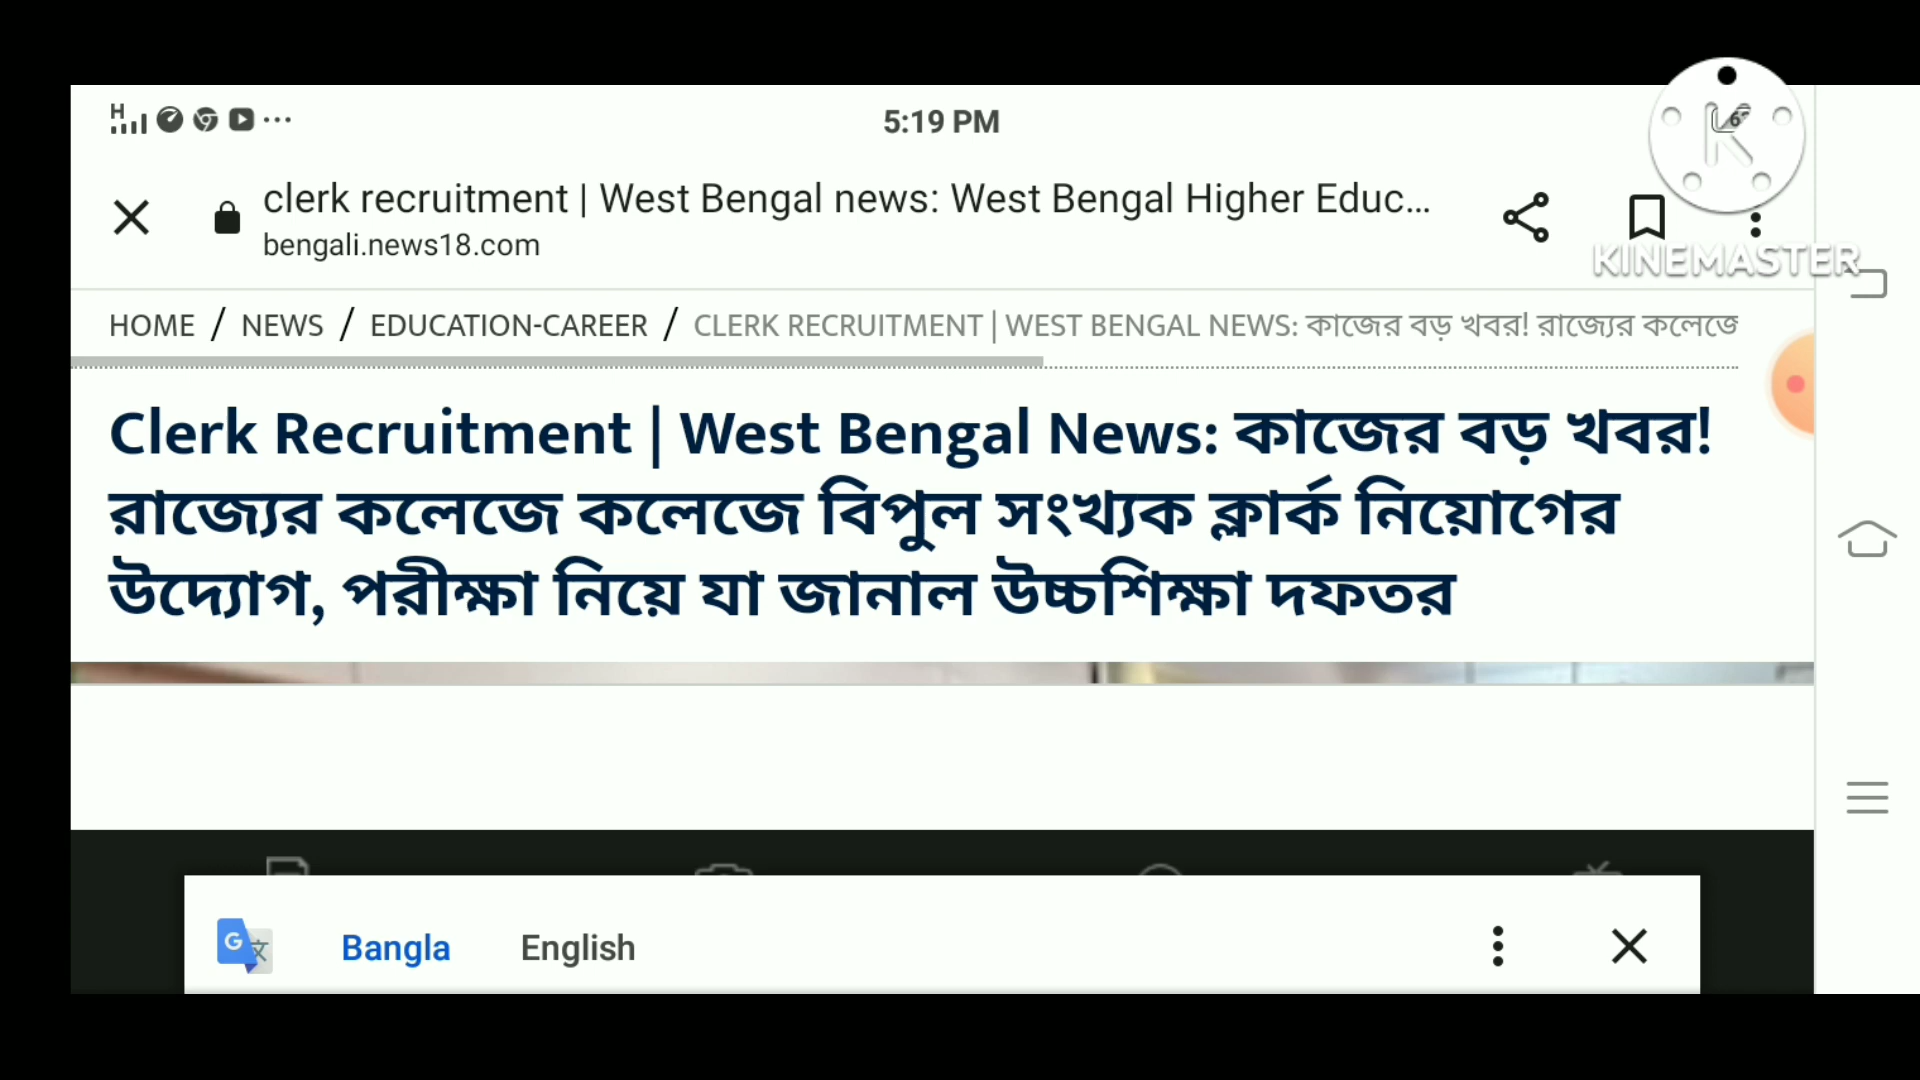 H
5:19 PM
clerk recruitment | West Bengal news: West Bengal Higher Educ...
bengali.news18.com
KINEMASTER
HOME / NEWS / EDUCATION-CAREER / CLERK RECRUITMENT | WEST BENGAL NEWS: কাজের বড় খবর! রাজ্যের কলেজে
Clerk Recruitment | West Bengal News: কাজের বড় খবর!
রাজ্যের কলেজে কলেজে বিপুল সংখ্যক ক্লার্ক নিয়োগের
উদ্যোগ, পরীক্ষা নিয়ে যা জানাল উচ্চশিক্ষা দফতর
Bangla English